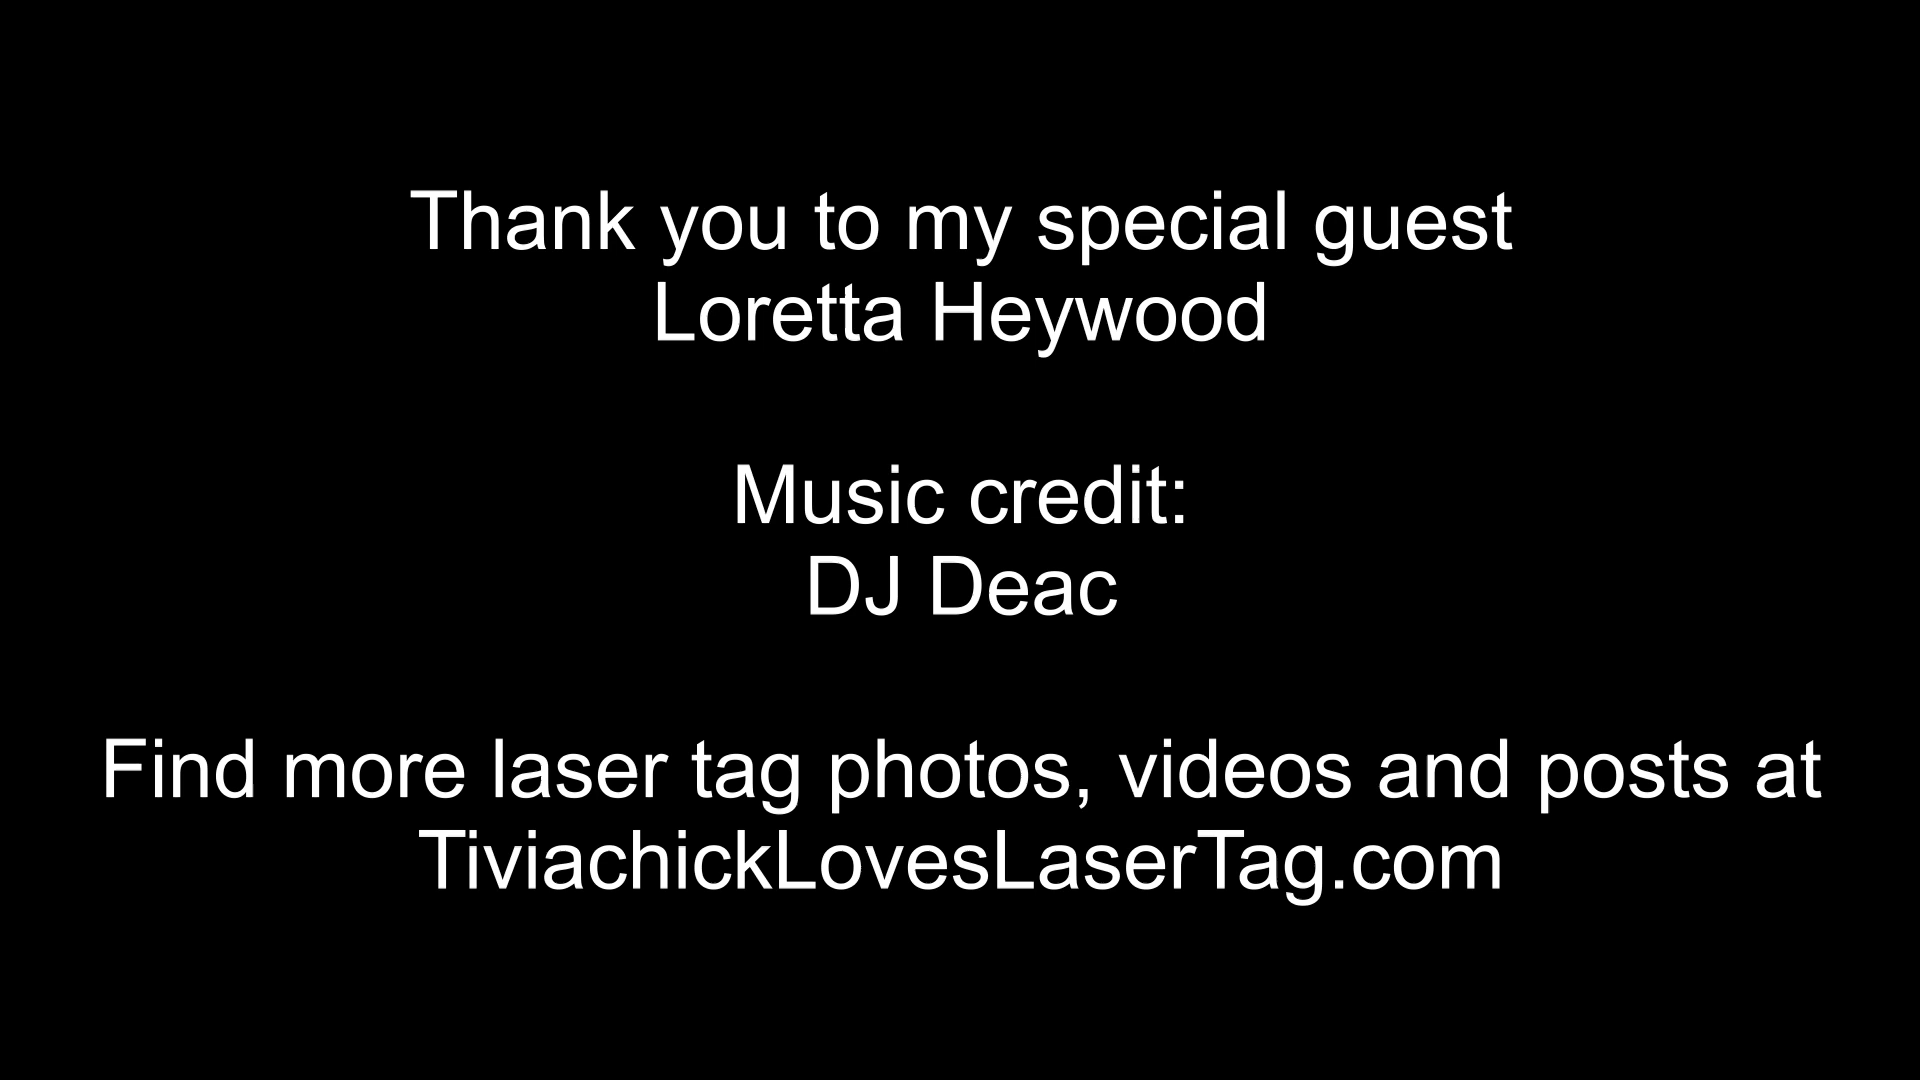 Thank you to my special guest
Loretta Heywood
Music credit:
DJ Deac
Find more laser tag photos, videos and posts at
TiviachickLovesLaserTag.com